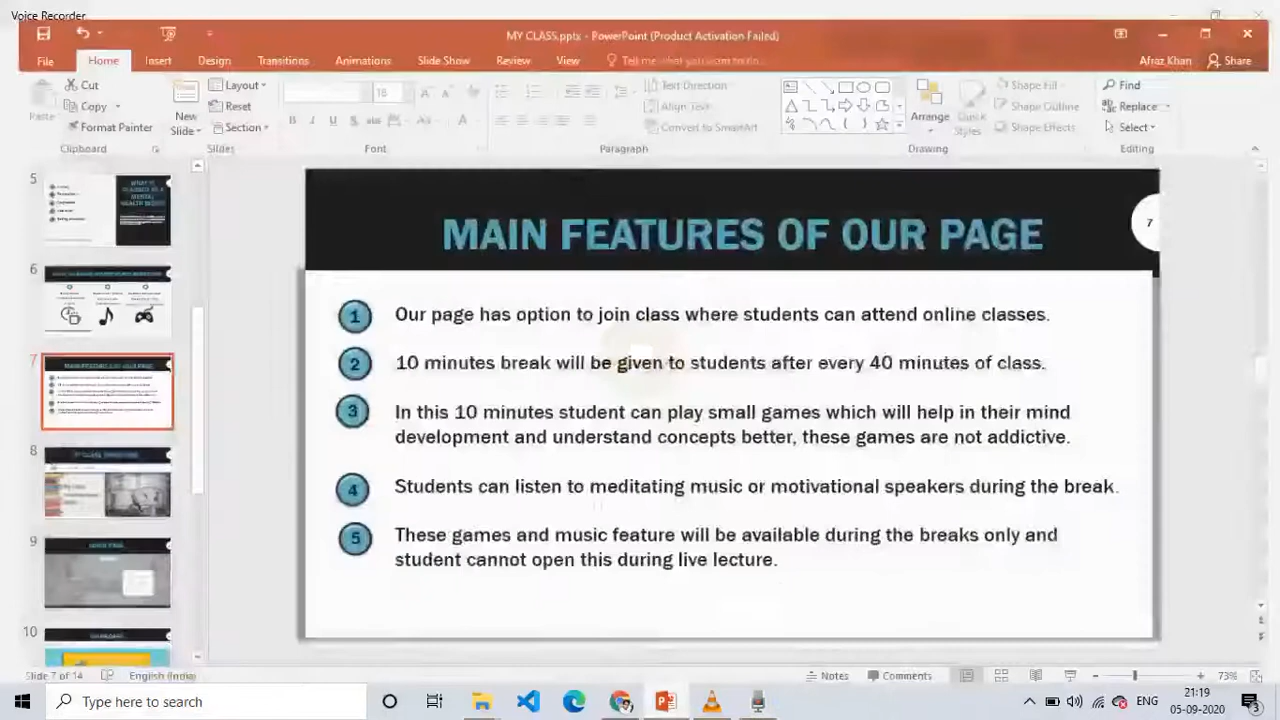 Voice Recorder
MY CLASS.pptx - PowerPoint (Product Activation Failed)
File Home Insert Design Transitions Animations Slide Show Review View Tell me what you want to do... Afraz Khan Share
Cut Layout 18 Text Direction Shape Fill Find
Paste Copy New Slide Reset Align Text Arrange Quick Styles Shape Outline Replace
Format Painter Section Convert to SmartArt Shape Effects Select
Clipboard Slides Font Paragraph Drawing Editing
5
6
7
8
9
10
MAIN FEATURES OF OUR PAGE
7
1 Our page has option to join class where students can attend online classes.
2 10 minutes break will be given to students after every 40 minutes of class.
3 In this 10 minutes student can play small games which will help in their mind
development and understand concepts better, these games are not addictive.
4 Students can listen to meditating music or motivational speakers during the break.
5 These games and music feature will be available during the breaks only and
student cannot open this during live lecture.
Slide 7 of 14 English (India) Notes Comments 73%
Type here to search ENG 21:19
05-09-2020 3